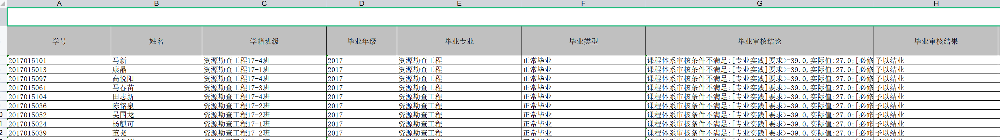 A B C D E F G H
学号 姓名 学籍班级 毕业年级 毕业专业 毕业类型 毕业审核结论 毕业审核结果
2017015101 马新 资源勘查工程17-4班 2017 资源勘查工程 正常毕业 课程体系审核条件不满足:[专业实践]要求>=39.0,实际值:27.0;[必修 予以结业
2017015013 康晶 资源勘查工程17-1班 2017 资源勘查工程 正常毕业 课程体系审核条件不满足:[专业实践]要求>=39.0,实际值:27.0;[必修 予以结业
2017015097 高悦阳 资源勘查工程17-4班 2017 资源勘查工程 正常毕业 课程体系审核条件不满足:[专业实践]要求>=39.0,实际值:27.0;[必修 予以结业
2017015061 马春苗 资源勘查工程17-3班 2017 资源勘查工程 正常毕业 课程体系审核条件不满足:[专业实践]要求>=39.0,实际值:27.0;[必修 予以结业
2017015104 田志新 资源勘查工程17-4班 2017 资源勘查工程 正常毕业 课程体系审核条件不满足:[专业实践]要求>=39.0,实际值:27.0;[必修 予以结业
2017015036 陈铭泉 资源勘查工程17-2班 2017 资源勘查工程 正常毕业 课程体系审核条件不满足:[专业实践]要求>=39.0,实际值:27.0;[必修 予以结业
2017015052 吴国龙 资源勘查工程17-2班 2017 资源勘查工程 正常毕业 课程体系审核条件不满足:[专业实践]要求>=39.0,实际值:27.0;[必修 予以结业
2017015024 杨麒可 资源勘查工程17-1班 2017 资源勘查工程 正常毕业 课程体系审核条件不满足:[专业实践]要求>=39.0,实际值:27.0;[必修 予以结业
2017015039 董尧 资源勘查工程17-2班 2017 资源勘查工程 正常毕业 课程体系审核条件不满足:[专业实践]要求>=39.0,实际值:27.0;[必修 予以结业